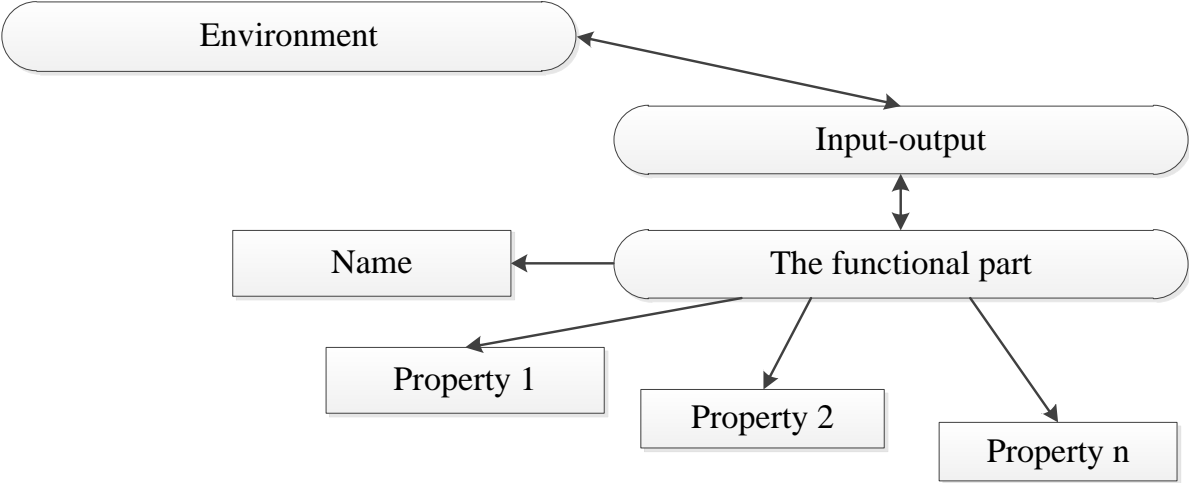 Environment
Input-output
Name
The functional part
Property 1
Property 2
Property n